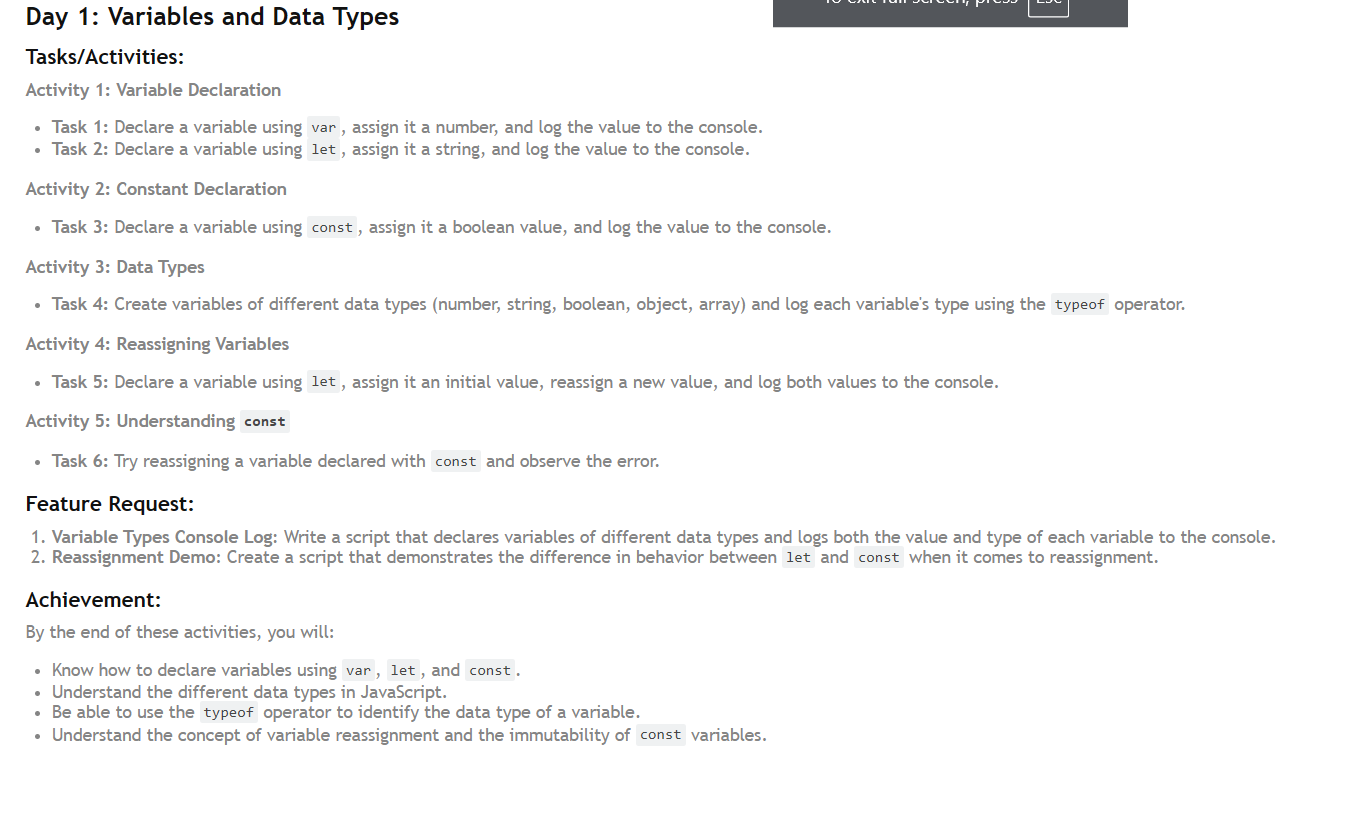 Day 1: Variables and Data Types
To exit full screen, press Esc
Tasks/Activities:
Activity 1: Variable Declaration
• Task 1: Declare a variable using var, assign it a number, and log the value to the console.
• Task 2: Declare a variable using let, assign it a string, and log the value to the console.
Activity 2: Constant Declaration
• Task 3: Declare a variable using const, assign it a boolean value, and log the value to the console.
Activity 3: Data Types
• Task 4: Create variables of different data types (number, string, boolean, object, array) and log each variable's type using the typeof operator.
Activity 4: Reassigning Variables
• Task 5: Declare a variable using let, assign it an initial value, reassign a new value, and log both values to the console.
Activity 5: Understanding const
• Task 6: Try reassigning a variable declared with const and observe the error.
Feature Request:
1. Variable Types Console Log: Write a script that declares variables of different data types and logs both the value and type of each variable to the console.
2. Reassignment Demo: Create a script that demonstrates the difference in behavior between let and const when it comes to reassignment.
Achievement:
By the end of these activities, you will:
• Know how to declare variables using var, let, and const.
• Understand the different data types in JavaScript.
• Be able to use the typeof operator to identify the data type of a variable.
• Understand the concept of variable reassignment and the immutability of const variables.